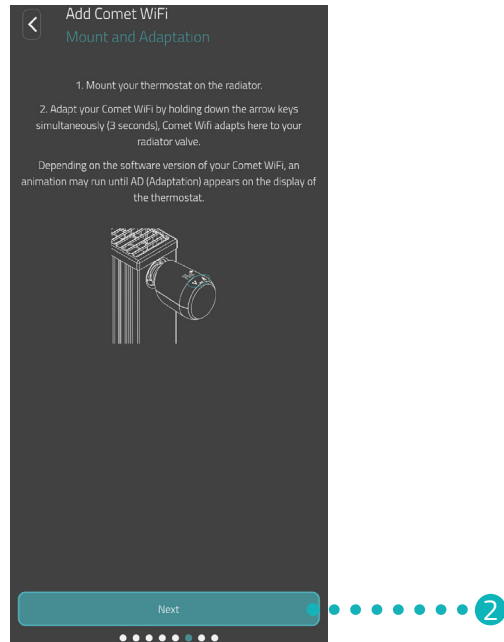 Add Comet WiFi
Mount and Adaptation
1. Mount your thermostat on the radiator.
2. Adapt your Comet WiFi by holding down the arrow keys
simultaneously (3 seconds), Comet Wifi adapts here to your
radiator valve.
Depending on the software version of your Comet WiFi, an
animation may run until AD (Adaptation) appears on the display of
the thermostat.
Next
2